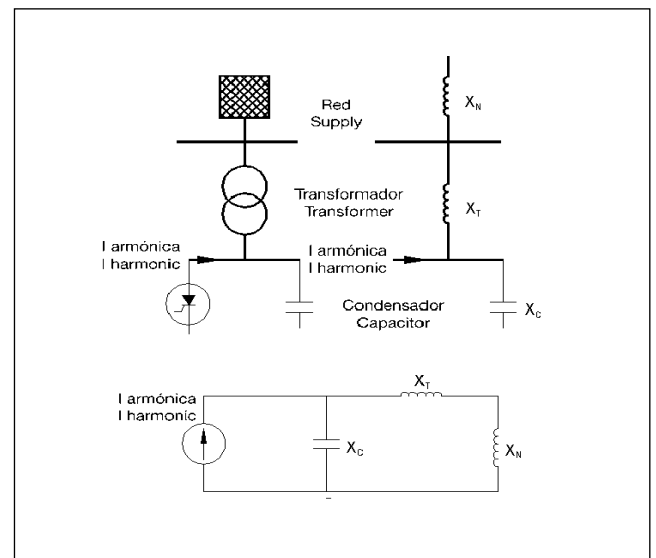 Red
Supply
X_N
Transformador
Transformer
X_T
I armónica
I harmonic
I armónica
I harmonic
Condensador
Capacitor
X_C
I armónica
I harmonic
X_T
X_C
X_N